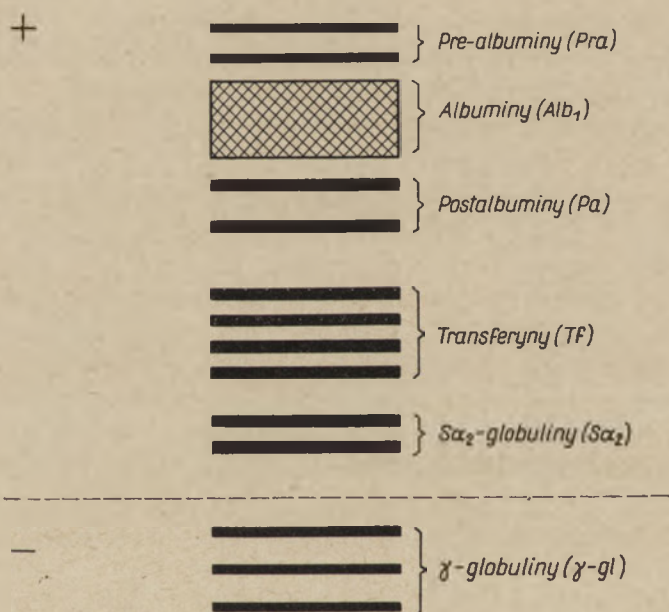 +
Pre-albuminy (Pra)
Albuminy (Alb₁)
Postalbuminy (Pa)
Transferyny (Tf)
Sα₂-globuliny (Sα₂)
−
γ-globuliny (γ-gl)